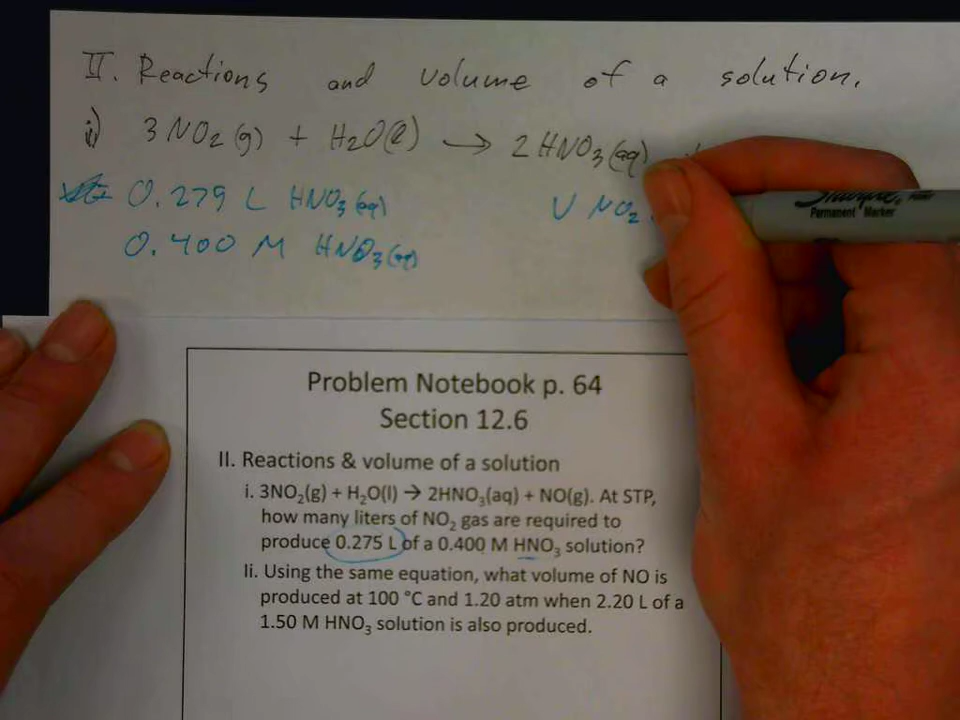 II. Reactions and volume of a solution.
i) 3NO₂(g) + H₂O(l) → 2HNO₃(aq)
0.279 L HNO₃(aq) V NO₂
0.400 M HNO₃(aq)
Sharpie
Permanent Marker
Problem Notebook p. 64
Section 12.6
II. Reactions & volume of a solution
i. 3NO₂(g) + H₂O(l) → 2HNO₃(aq) + NO(g). At STP,
how many liters of NO₂ gas are required to
produce 0.275 L of a 0.400 M HNO₃ solution?
Ii. Using the same equation, what volume of NO is
produced at 100 °C and 1.20 atm when 2.20 L of a
1.50 M HNO₃ solution is also produced.